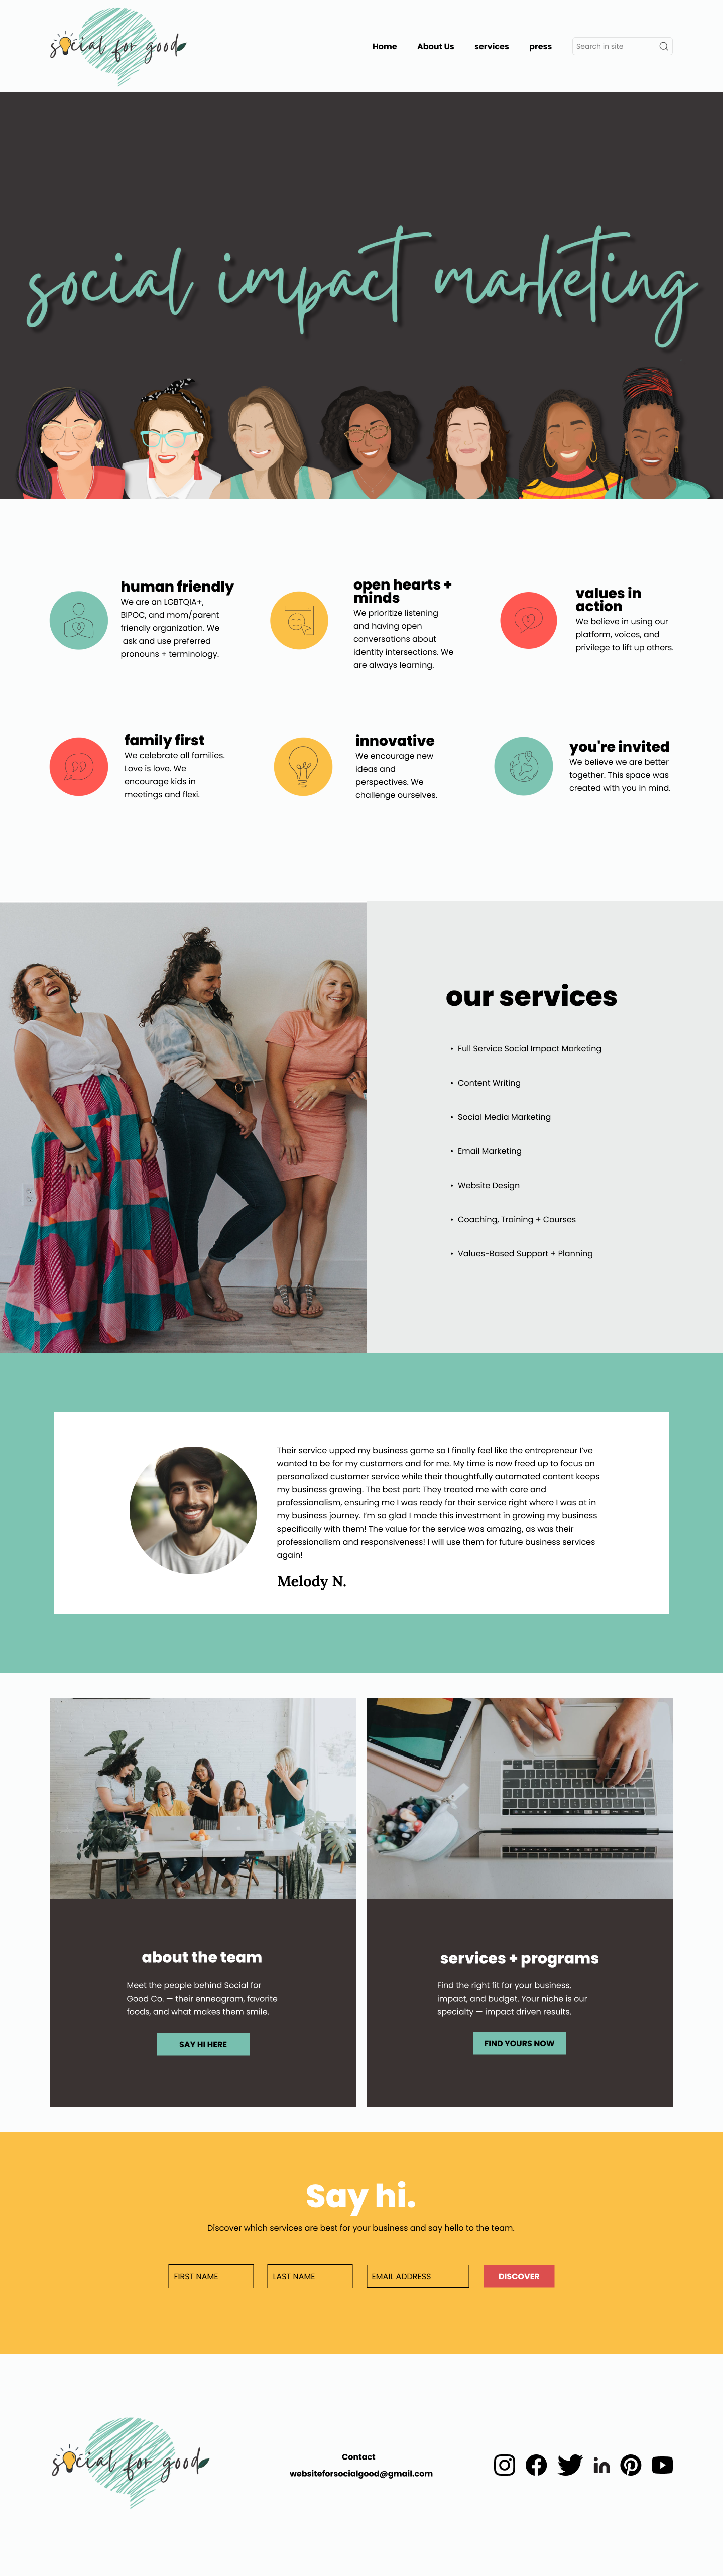 social for good
Home
About Us
services
press
Search in site
social impact marketing
human friendly
We are an LGBTQIA+,
BIPOC, and mom/parent
friendly organization. We
ask and use preferred
pronouns + terminology.
open hearts +
minds
We prioritize listening
and having open
conversations about
identity intersections. We
are always learning.
values in
action
We believe in using our
platform, voices, and
privilege to lift up others.
family first
We celebrate all families.
Love is love. We
encourage kids in
meetings and flexi.
innovative
We encourage new
ideas and
perspectives. We
challenge ourselves.
you're invited
We believe we are better
together. This space was
created with you in mind.
our services
• Full Service Social Impact Marketing
• Content Writing
• Social Media Marketing
• Email Marketing
• Website Design
• Coaching, Training + Courses
• Values-Based Support + Planning
Their service upped my business game so I finally feel like the entrepreneur I've
wanted to be for my customers and for me. My time is now freed up to focus on
personalized customer service while their thoughtfully automated content keeps
my business growing. The best part: They treated me with care and
professionalism, ensuring me I was ready for their service right where I was at in
my business journey. I'm so glad I made this investment in growing my business
specifically with them! The value for the service was amazing, as was their
professionalism and responsiveness! I will use them for future business services
again!
Melody N.
about the team
Meet the people behind Social for
Good Co. — their enneagram, favorite
foods, and what makes them smile.
SAY HI HERE
services + programs
Find the right fit for your business,
impact, and budget. Your niche is our
specialty — impact driven results.
FIND YOURS NOW
Say hi.
Discover which services are best for your business and say hello to the team.
FIRST NAME
LAST NAME
EMAIL ADDRESS
DISCOVER
social for good
Contact
websiteforsocialgood@gmail.com
in